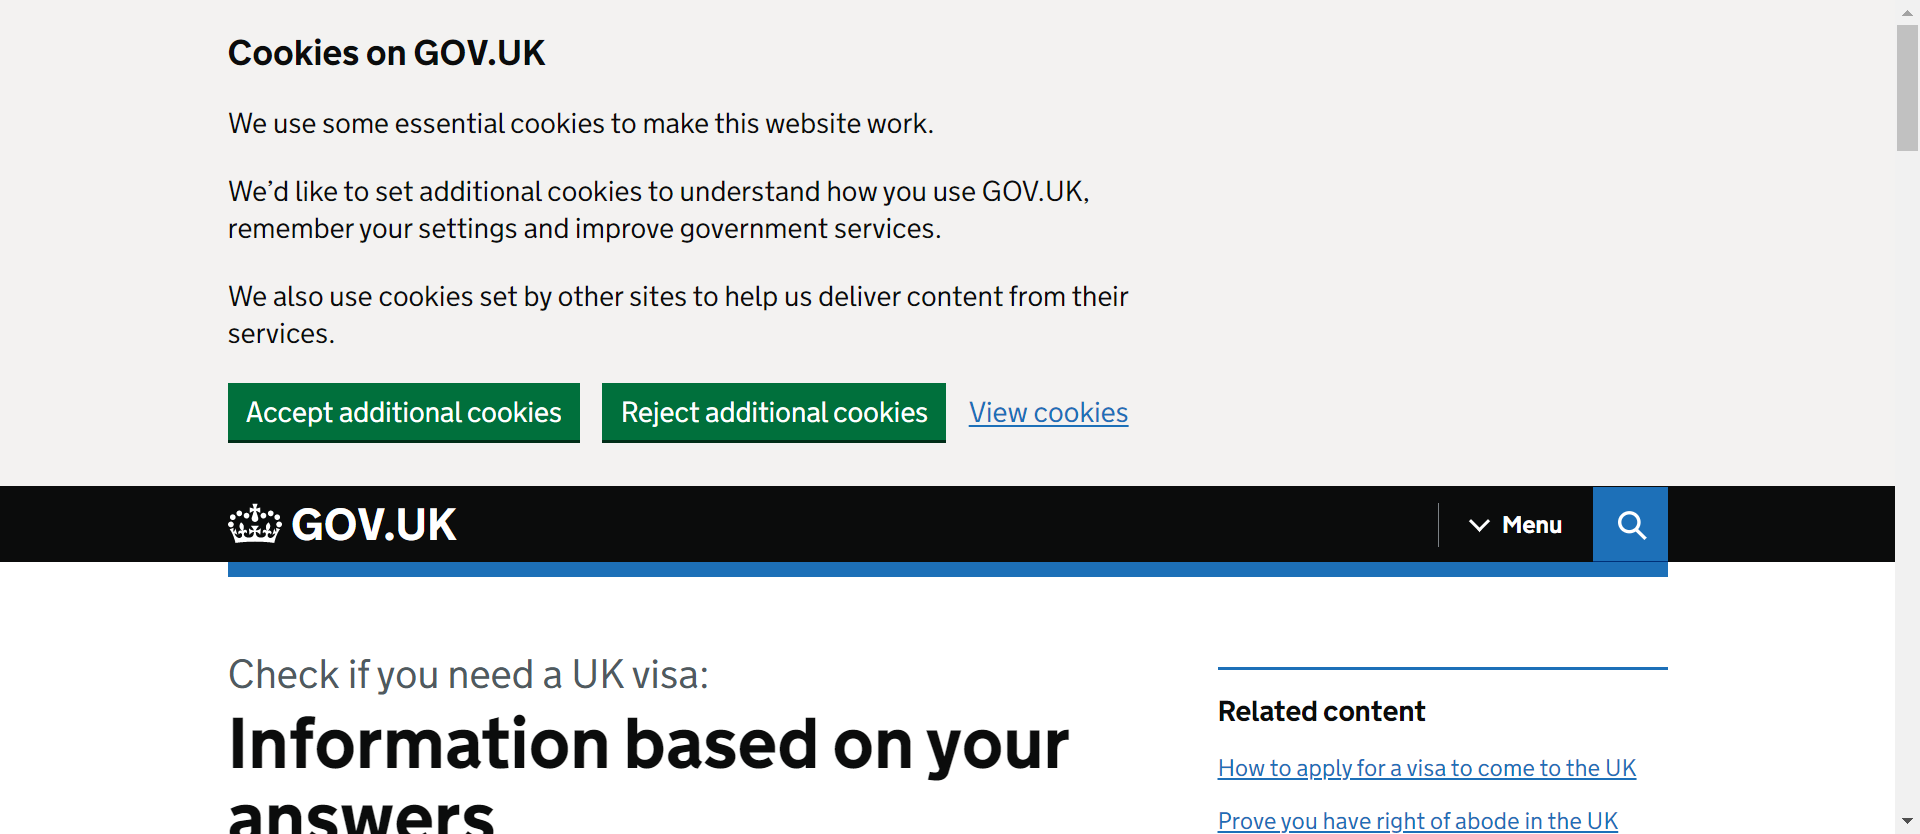 Cookies on GOV.UK
We use some essential cookies to make this website work.
We’d like to set additional cookies to understand how you use GOV.UK,
remember your settings and improve government services.
We also use cookies set by other sites to help us deliver content from their
services.
Accept additional cookies
Reject additional cookies
View cookies
GOV.UK
Menu
Check if you need a UK visa:
Information based on your
answers
Related content
How to apply for a visa to come to the UK
Prove you have right of abode in the UK